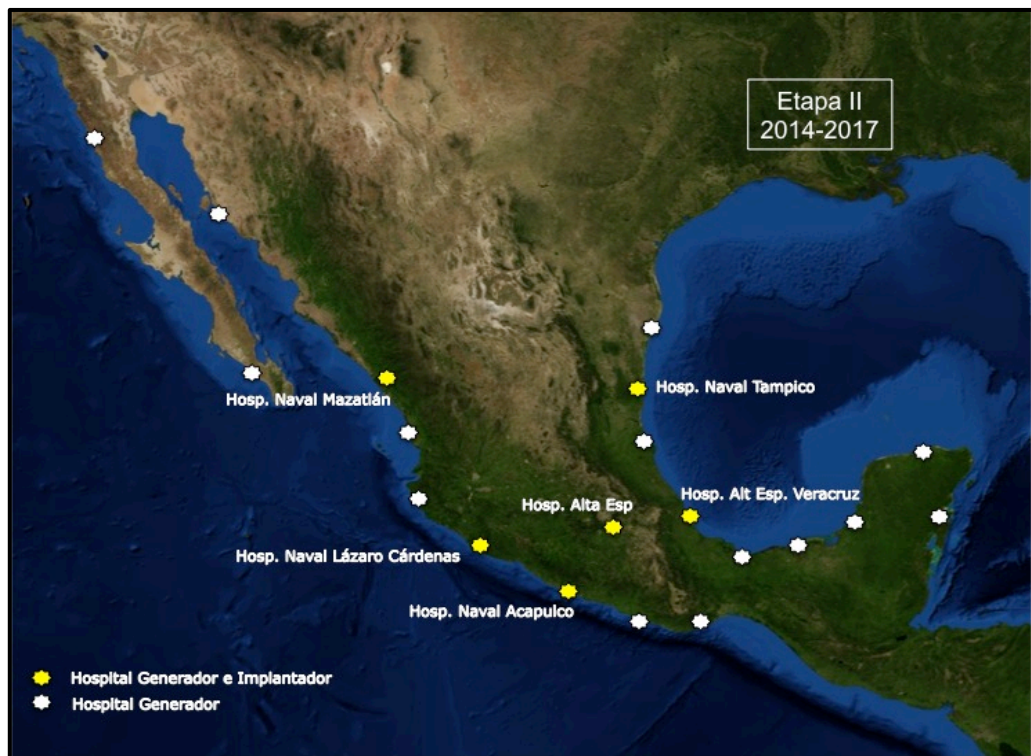 Etapa II
2014-2017
Hosp. Naval Tampico
Hosp. Naval Mazatlán
Hosp. Alt Esp. Veracruz
Hosp. Alta Esp
Hosp. Naval Lázaro Cárdenas
Hosp. Naval Acapulco
Hospital Generador e Implantador
Hospital Generador